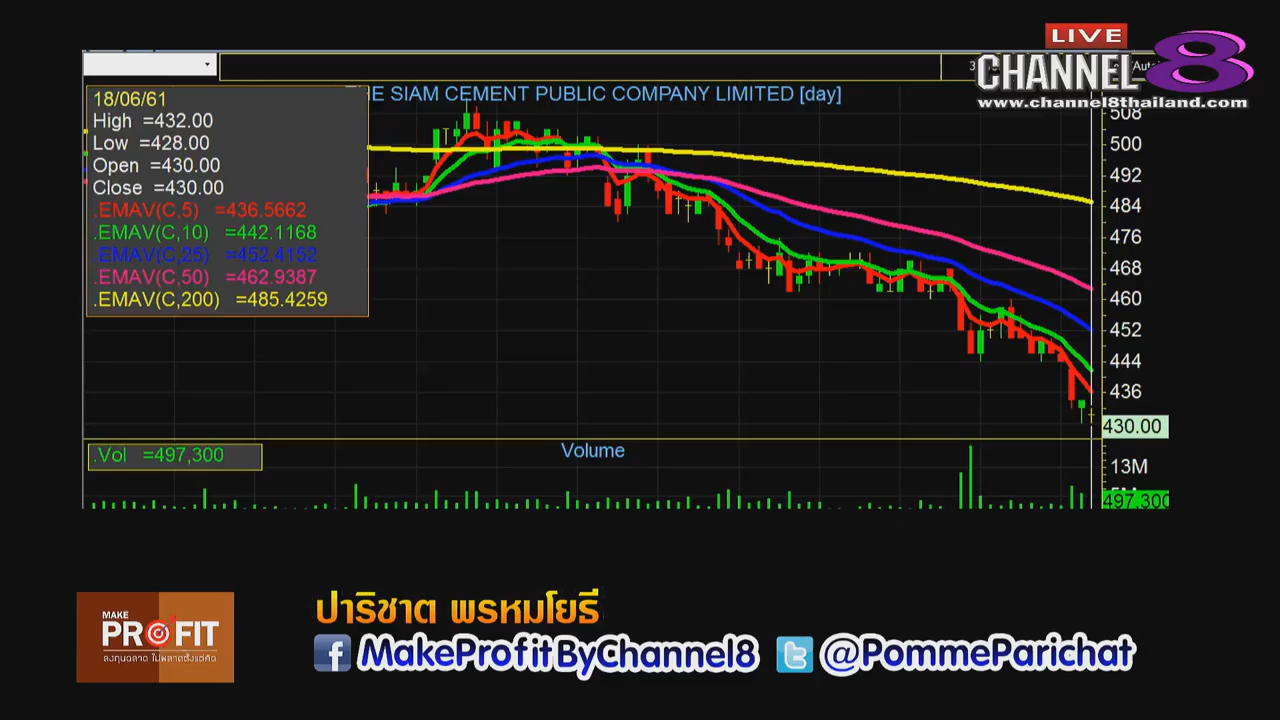 LIVE
CHANNEL 8
www.channel8thailand.com
THE SIAM CEMENT PUBLIC COMPANY LIMITED [day]
18/06/61
High =432.00
Low =428.00
Open =430.00
Close =430.00
.EMAV(C,5) =436.5662
.EMAV(C,10) =442.1168
.EMAV(C,25) =452.4152
.EMAV(C,50) =462.9387
.EMAV(C,200) =485.4259
508
500
492
484
476
468
460
452
444
436
430.00
.Vol =497,300
Volume
13M
5M
497,300
MAKE
PROFIT
ลงทุนฉลาด ไม่พลาดตั้งแต่คิด
ปาริชาต พรหมโยธี
f MakeProfitByChannel8
@PommeParichat